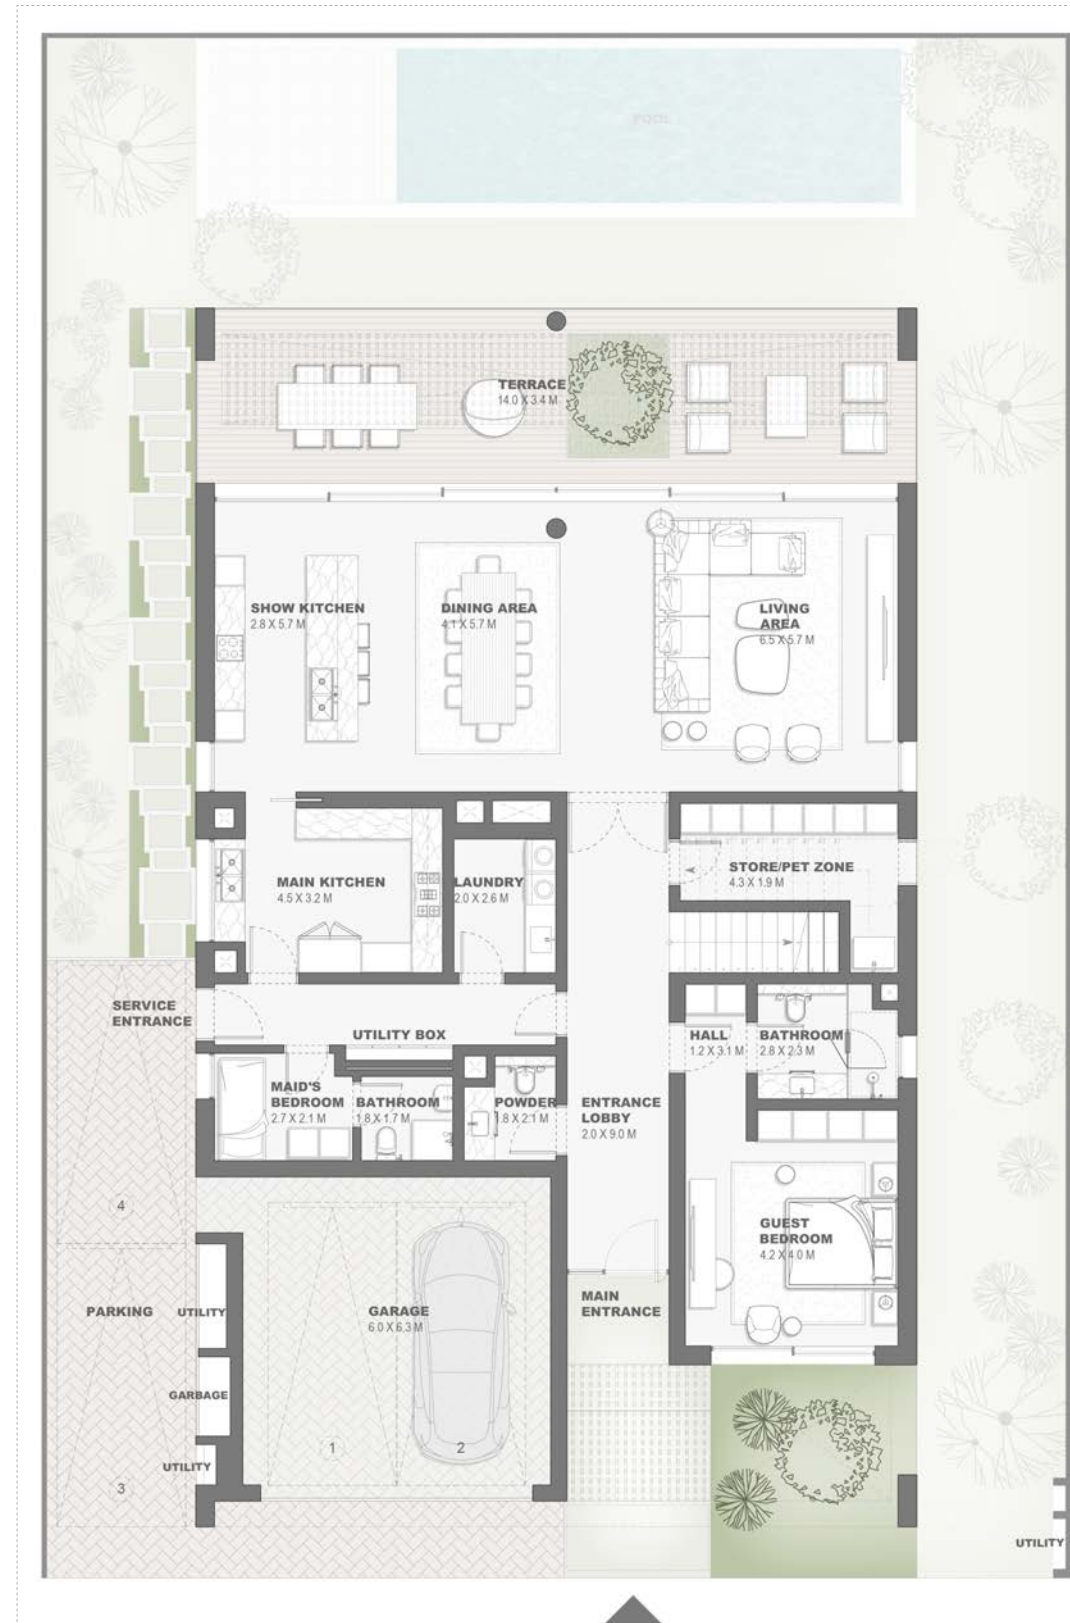 POOL
TERRACE
14.0 X 3.4 M
SHOW KITCHEN
2.8 X 5.7 M
DINING AREA
4.1 X 5.7 M
LIVING
AREA
6.5 X 5.7 M
MAIN KITCHEN
4.5 X 3.2 M
LAUNDRY
2.0 X 2.6 M
STORE/PET ZONE
4.3 X 1.9 M
SERVICE
ENTRANCE
UTILITY BOX
HALL
1.2 X 3.1 M
BATHROOM
2.8 X 2.3 M
MAID'S
BEDROOM
2.7 X 2.1 M
BATHROOM
1.8 X 1.7 M
POWDER
1.8 X 2.1 M
ENTRANCE
LOBBY
2.0 X 9.0 M
4
GUEST
BEDROOM
4.2 X 4.0 M
PARKING
UTILITY
GARAGE
6.0 X 6.3 M
MAIN
ENTRANCE
GARBAGE
1
2
UTILITY
3
UTILITY